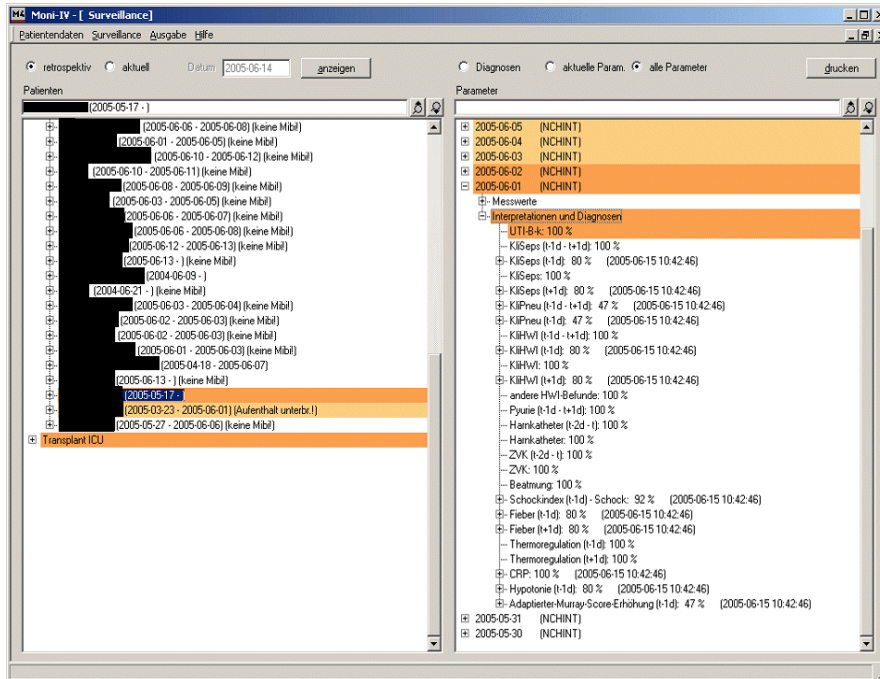 Moni-IV - [ Surveillance]
Patientendaten Surveillance Ausgabe Hilfe
retrospektiv aktuell Datum 2005-06-14 anzeigen
Diagnosen aktuelle Param. alle Parameter drucken
Patienten
(2005-05-17 - )
(2005-06-06 - 2005-06-08) (keine Mibi!)
(2005-06-01 - 2005-06-05) (keine Mibi!)
(2005-06-10 - 2005-06-12) (keine Mibi!)
(2005-06-10 - 2005-06-11) (keine Mibi!)
(2005-06-08 - 2005-06-09) (keine Mibi!)
(2005-06-03 - 2005-06-05) (keine Mibi!)
(2005-06-06 - 2005-06-07) (keine Mibi!)
(2005-06-06 - 2005-06-08) (keine Mibi!)
(2005-06-12 - 2005-06-13) (keine Mibi!)
(2005-06-13 - ) (keine Mibi!)
(2004-06-09 - )
(2004-06-21 - ) (keine Mibi!)
(2005-06-03 - 2005-06-04) (keine Mibi!)
(2005-06-02 - 2005-06-03) (keine Mibi!)
(2005-06-02 - 2005-06-03) (keine Mibi!)
(2005-06-01 - 2005-06-03) (keine Mibi!)
(2005-04-18 - 2005-06-07)
(2005-06-13 - ) (keine Mibi!)
(2005-05-17 - )
(2005-03-23 - 2005-06-01) (Aufenthalt unterbr.!)
(2005-05-27 - 2005-06-06) (keine Mibi!)
Transplant ICU
Parameter
2005-06-05 (NCHINT)
2005-06-04 (NCHINT)
2005-06-03 (NCHINT)
2005-06-02 (NCHINT)
2005-06-01 (NCHINT)
Messwerte
Interpretationen und Diagnosen
UTI-B-k: 100 %
KliSeps (t-1d - t+1d): 100 %
KliSeps (t-1d): 80 % (2005-06-15 10:42:46)
KliSeps: 100 %
KliSeps (t+1d): 80 % (2005-06-15 10:42:46)
KliPneu (t-1d - t+1d): 47 % (2005-06-15 10:42:46)
KliPneu (t-1d): 47 % (2005-06-15 10:42:46)
KliHWI (t-1d - t+1d): 100 %
KliHWI (t-1d): 80 % (2005-06-15 10:42:46)
KliHWI: 100 %
KliHWI (t+1d): 80 % (2005-06-15 10:42:46)
andere HWI-Befunde: 100 %
Pyurie (t-1d - t+1d): 100 %
Harnkatheter (t-2d - t): 100 %
Harnkatheter: 100 %
ZVK (t-2d - t): 100 %
ZVK: 100 %
Beatmung: 100 %
Schockindex (t-1d) - Schock: 92 % (2005-06-15 10:42:46)
Fieber (t-1d): 80 % (2005-06-15 10:42:46)
Fieber (t+1d): 80 % (2005-06-15 10:42:46)
Thermoregulation (t-1d): 100 %
Thermoregulation (t+1d): 100 %
CRP: 100 % (2005-06-15 10:42:46)
Hypotonie (t-1d): 80 % (2005-06-15 10:42:46)
Adaptierter-Murray-Score-Erhöhung (t-1d): 47 % (2005-06-15 10:42:46)
2005-05-31 (NCHINT)
2005-05-30 (NCHINT)